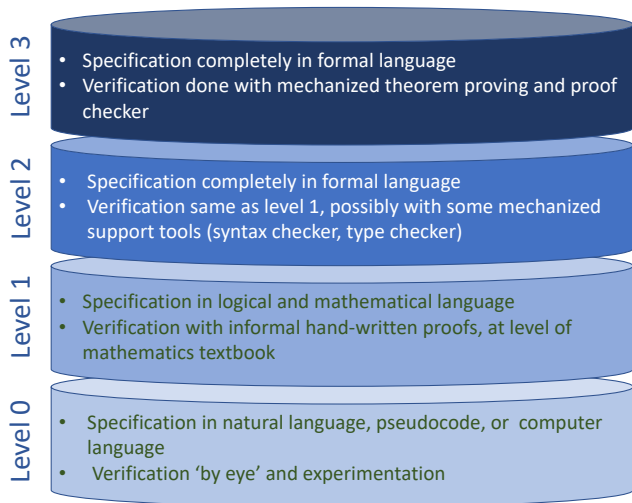 Level 3
• Specification completely in formal language
• Verification done with mechanized theorem proving and proof
checker
Level 2
• Specification completely in formal language
• Verification same as level 1, possibly with some mechanized
support tools (syntax checker, type checker)
Level 1
• Specification in logical and mathematical language
• Verification with informal hand-written proofs, at level of
mathematics textbook
Level 0
• Specification in natural language, pseudocode, or computer
language
• Verification ‘by eye’ and experimentation